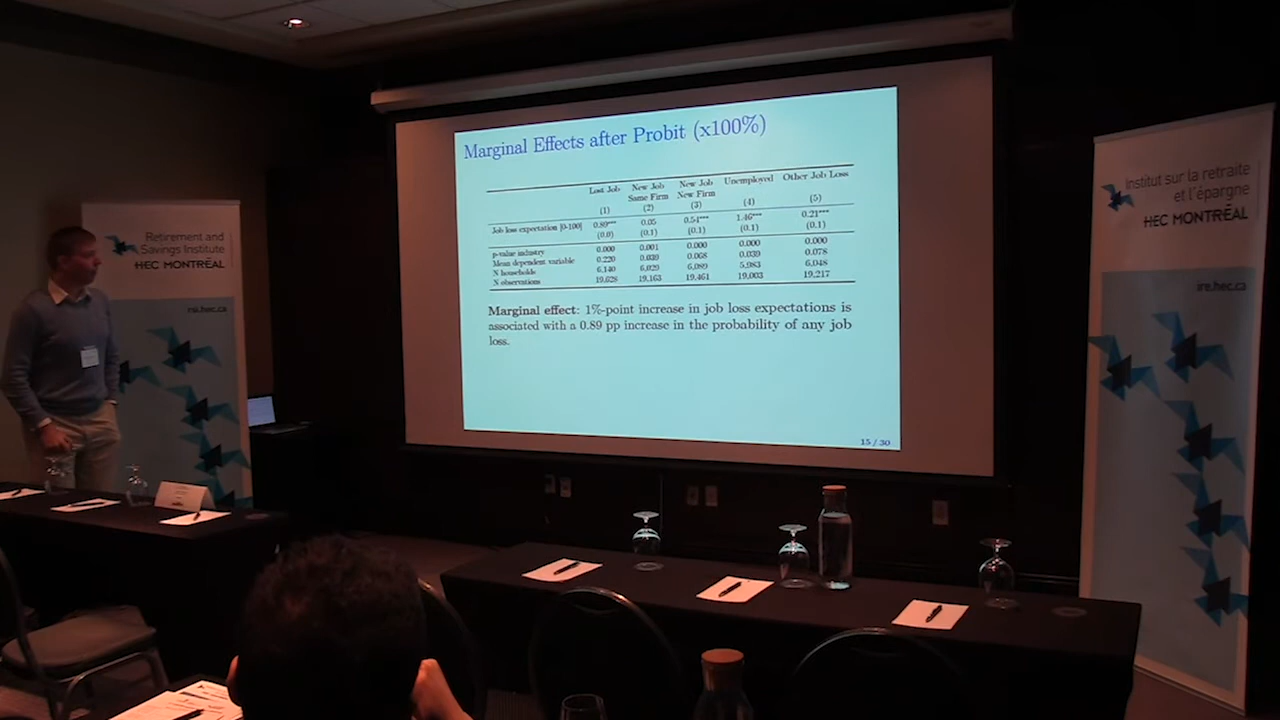 Marginal Effects after Probit (x100%)
Lost Job New Job New Job Unemployed Other Job Loss
Same Firm New Firm
(1) (2) (3) (4) (5)
Job loss expectation [0-100] 0.89*** 0.05 0.54*** 1.46*** 0.21***
(0.0) (0.1) (0.1) (0.1) (0.1)
p-value industry 0.000 0.001 0.000 0.000 0.000
Mean dependent variable 0.220 0.039 0.068 0.039 0.078
N households 6,140 6,029 6,089 5,983 6,048
N observations 19,628 19,163 19,461 19,003 19,217
Marginal effect: 1%-point increase in job loss expectations is
associated with a 0.89 pp increase in the probability of any job
loss.
15 / 30
Retirement and
Savings Institute
HEC MONTRÉAL
rsi.hec.ca
Institut sur la retraite
et l'épargne
HEC MONTRÉAL
ire.hec.ca